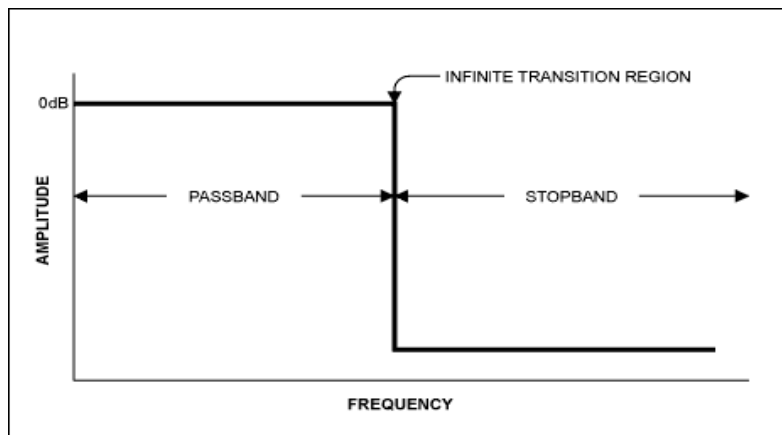 INFINITE TRANSITION REGION
0dB
PASSBAND
STOPBAND
AMPLITUDE
FREQUENCY